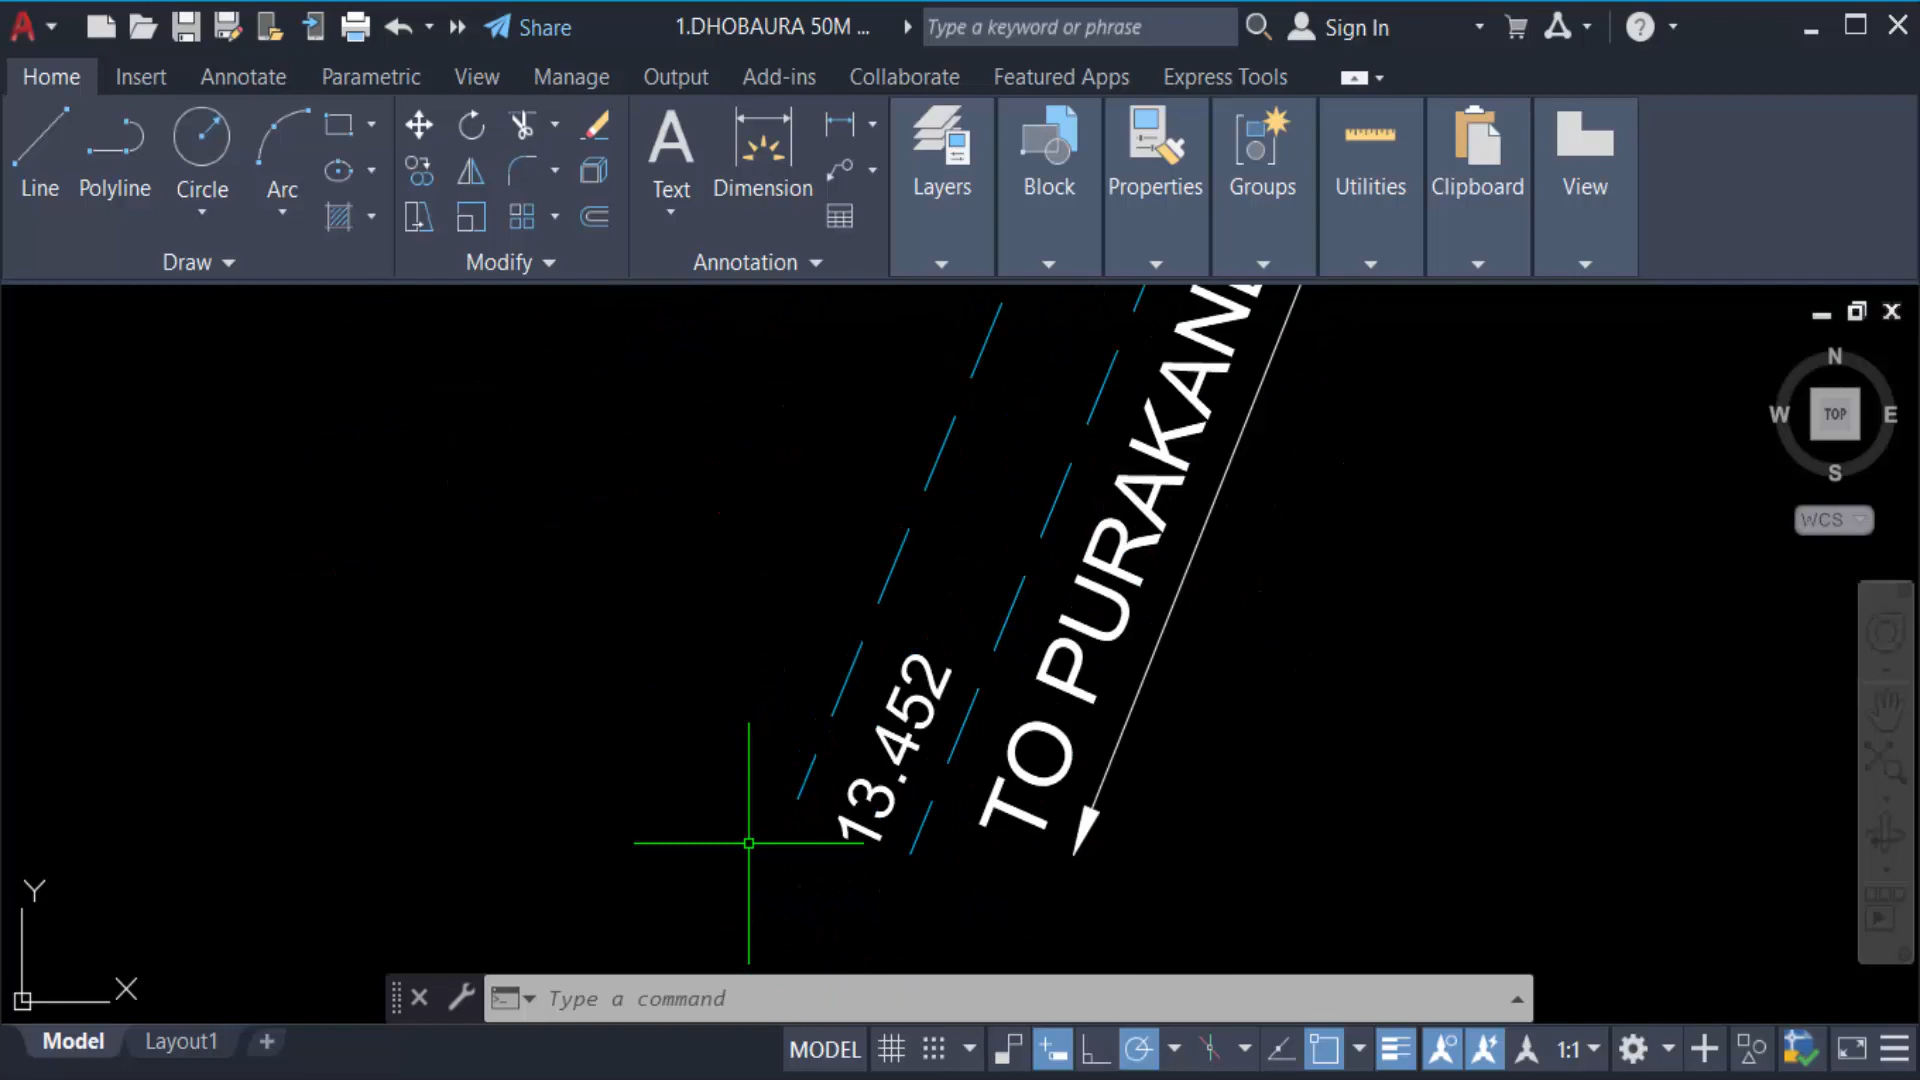 Share
1.DHOBAURA 50M ...
Type a keyword or phrase
Sign In
Home
Insert
Annotate
Parametric
View
Manage
Output
Add-ins
Collaborate
Featured Apps
Express Tools
Line
Polyline
Circle
Arc
Text
Dimension
Layers
Block
Properties
Groups
Utilities
Clipboard
View
Draw
Modify
Annotation
N
W
TOP
E
S
WCS
TO PURAKAN
13.452
Y
X
Type a command
Model
Layout1
MODEL
1:1